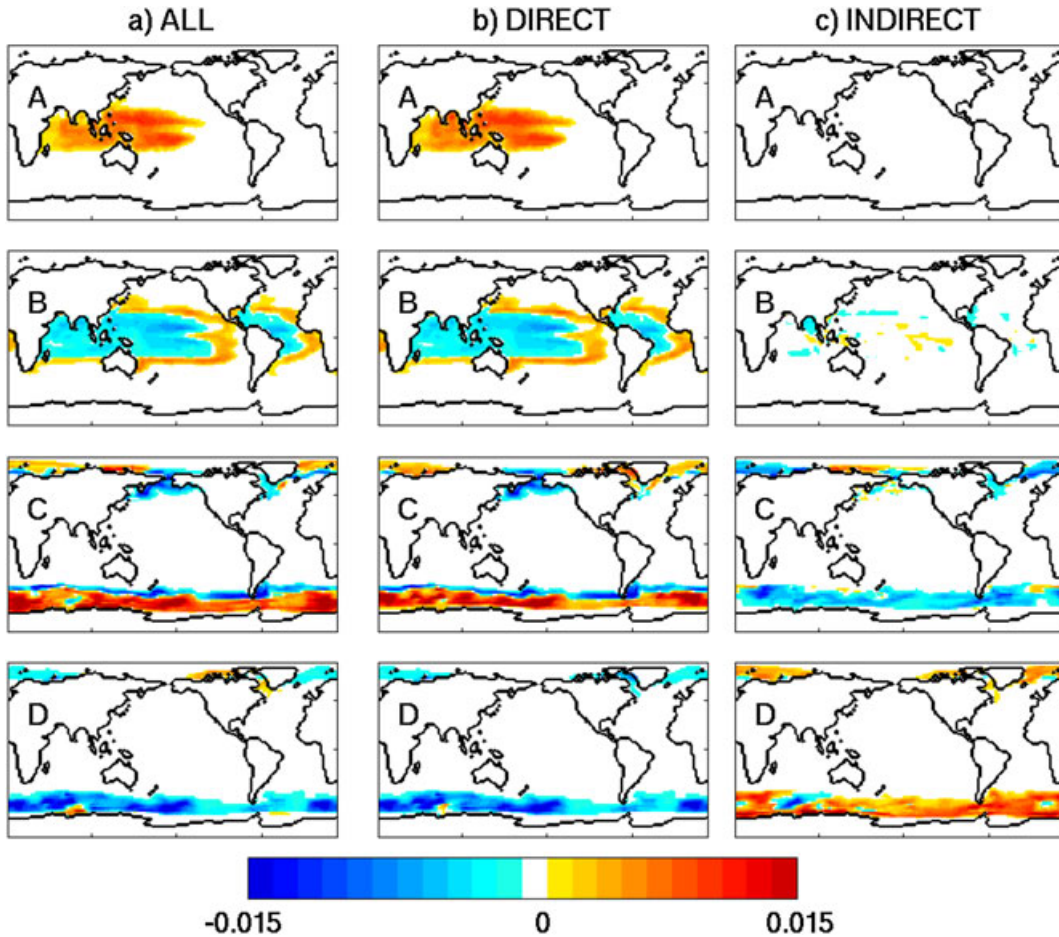 a) ALL b) DIRECT c) INDIRECT
A A A
B B B
C C C
D D D
-0.015 0 0.015